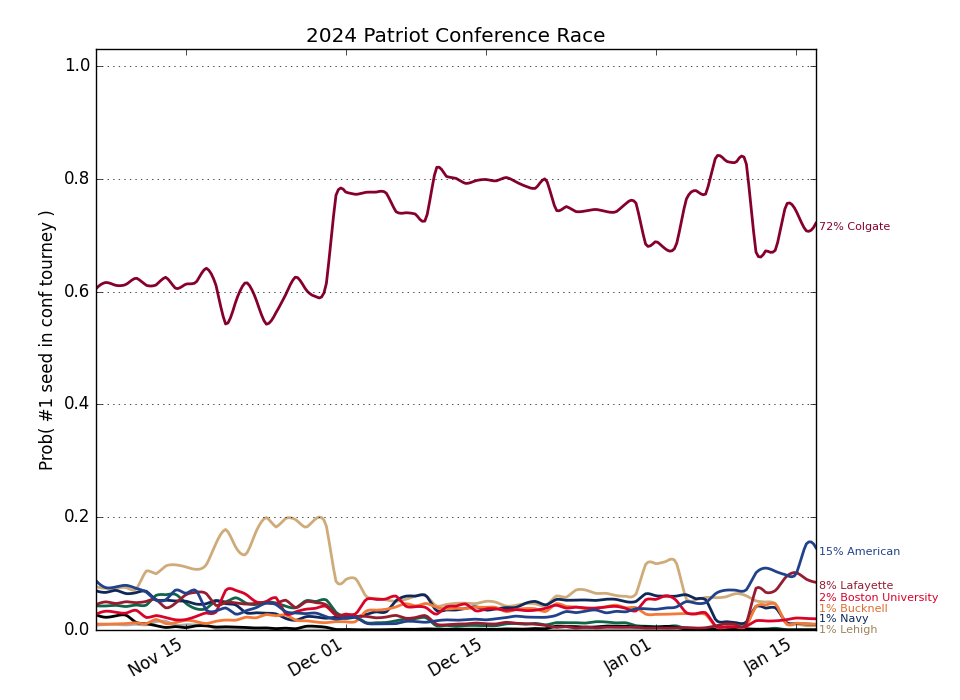 2024 Patriot Conference Race
Prob( #1 seed in conf tourney )
1.0
0.8
0.6
0.4
0.2
0.0
72% Colgate
15% American
8% Lafayette
2% Boston University
1% Bucknell
1% Navy
1% Lehigh
Nov 15
Dec 01
Dec 15
Jan 01
Jan 15